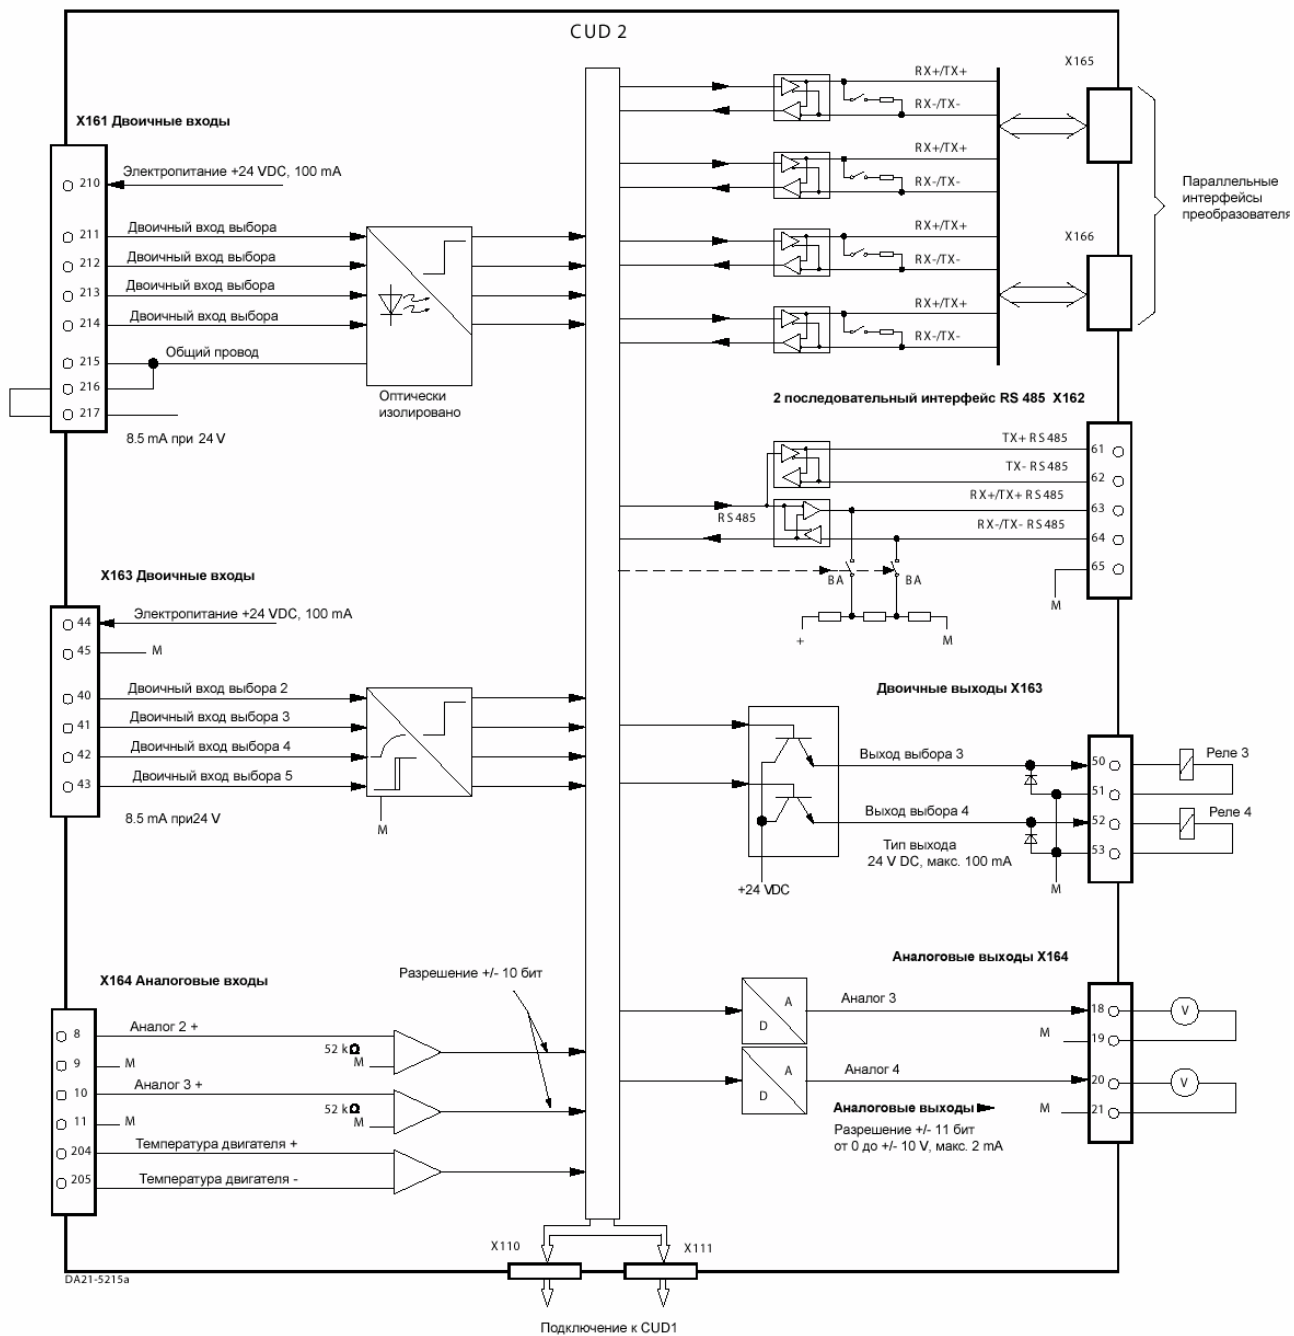 CUD 2
X161 Двоичные входы
210
Электропитание +24 VDC, 100 mA
211
Двоичный вход выбора
212
Двоичный вход выбора
213
Двоичный вход выбора
214
Двоичный вход выбора
215
Общий провод
216
217
8.5 mA при 24 V
Оптически
изолировано
X163 Двоичные входы
44
Электропитание +24 VDC, 100 mA
45
M
40
Двоичный вход выбора 2
41
Двоичный вход выбора 3
42
Двоичный вход выбора 4
43
Двоичный вход выбора 5
8.5 mA при24 V
M
X164 Аналоговые входы
Разрешение +/- 10 бит
8
Аналог 2 +
52 kΩ
M
9
M
10
Аналог 3 +
52 kΩ
M
11
M
204
Температура двигателя +
205
Температура двигателя -
RX+/TX+
RX-/TX-
RX+/TX+
RX-/TX-
RX+/TX+
RX-/TX-
RX+/TX+
RX-/TX-
X165
X166
Параллельные
интерфейсы
преобразователя
2 последовательный интерфейс RS 485 X162
TX+ RS485
61
TX- RS485
62
RX+/TX+ RS485
63
RS485
RX-/TX- RS485
64
65
BA
BA
M
+
M
Двоичные выходы X163
Выход выбора 3
50
Реле 3
51
Выход выбора 4
52
Реле 4
53
Тип выхода
24 V DC, макс. 100 mA
+24 VDC
M
Аналоговые выходы X164
A
D
Аналог 3
18
V
M
19
A
D
Аналог 4
20
V
M
21
Аналоговые выходы
Разрешение +/- 11 бит
от 0 до +/- 10 V, макс. 2 mA
X110
X111
DA21-5215a
Подключение к CUD1